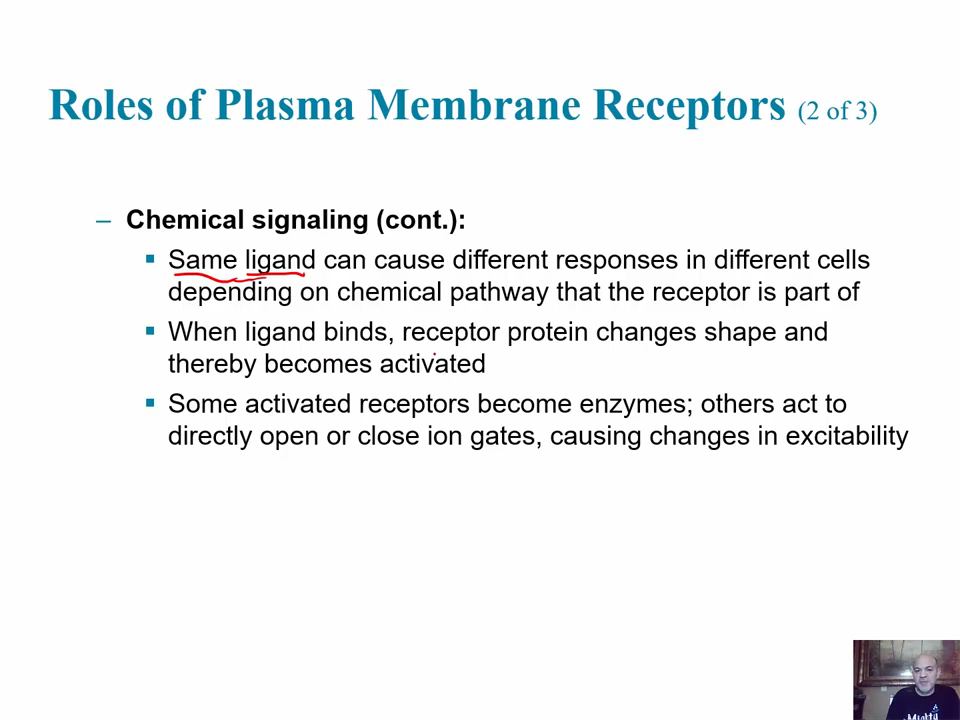 Roles of Plasma Membrane Receptors (2 of 3)
– Chemical signaling (cont.):
▪ Same ligand can cause different responses in different cells
depending on chemical pathway that the receptor is part of
▪ When ligand binds, receptor protein changes shape and
thereby becomes activated
▪ Some activated receptors become enzymes; others act to
directly open or close ion gates, causing changes in excitability